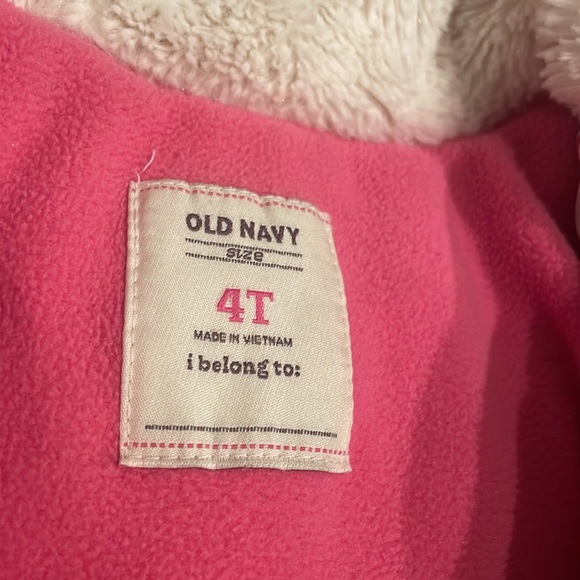 OLD NAVY
size
4T
MADE IN VIETNAM
i belong to: